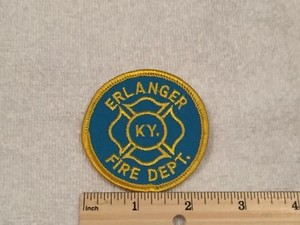 ERLANGER
KY.
FIRE DEPT.
inch 1 2 3 4